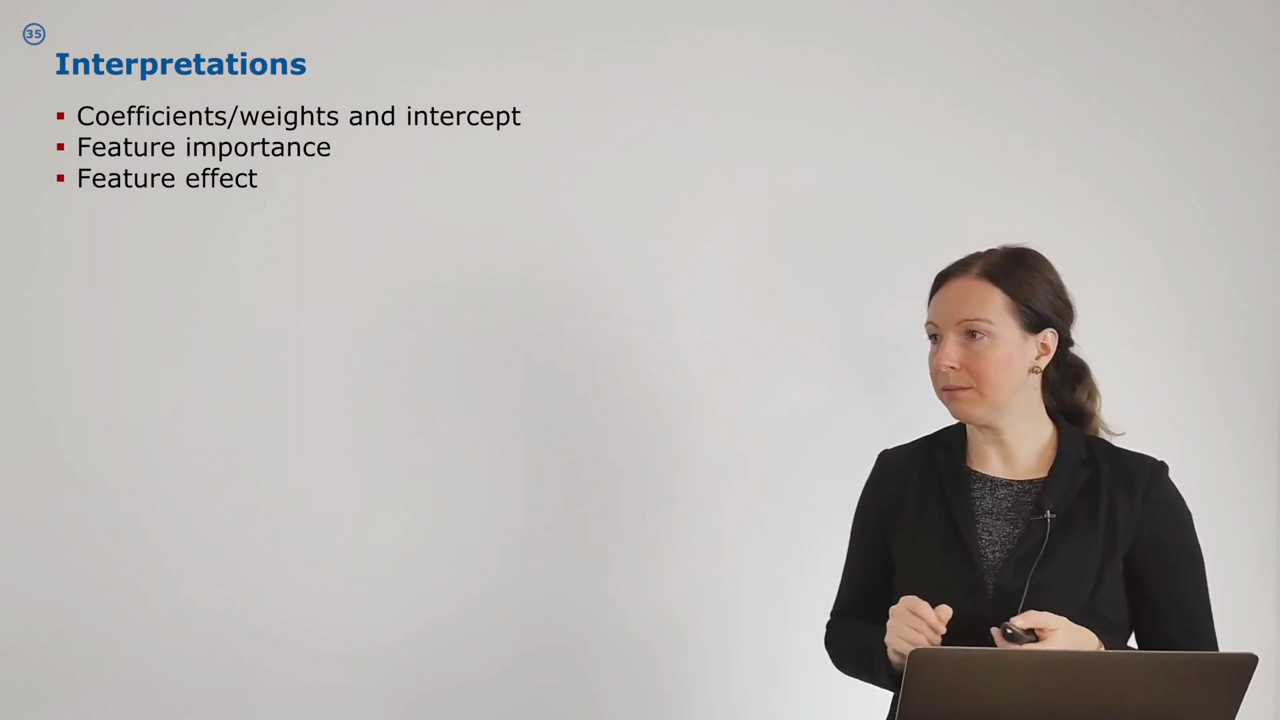 35
Interpretations
Coefficients/weights and intercept
Feature importance
Feature effect